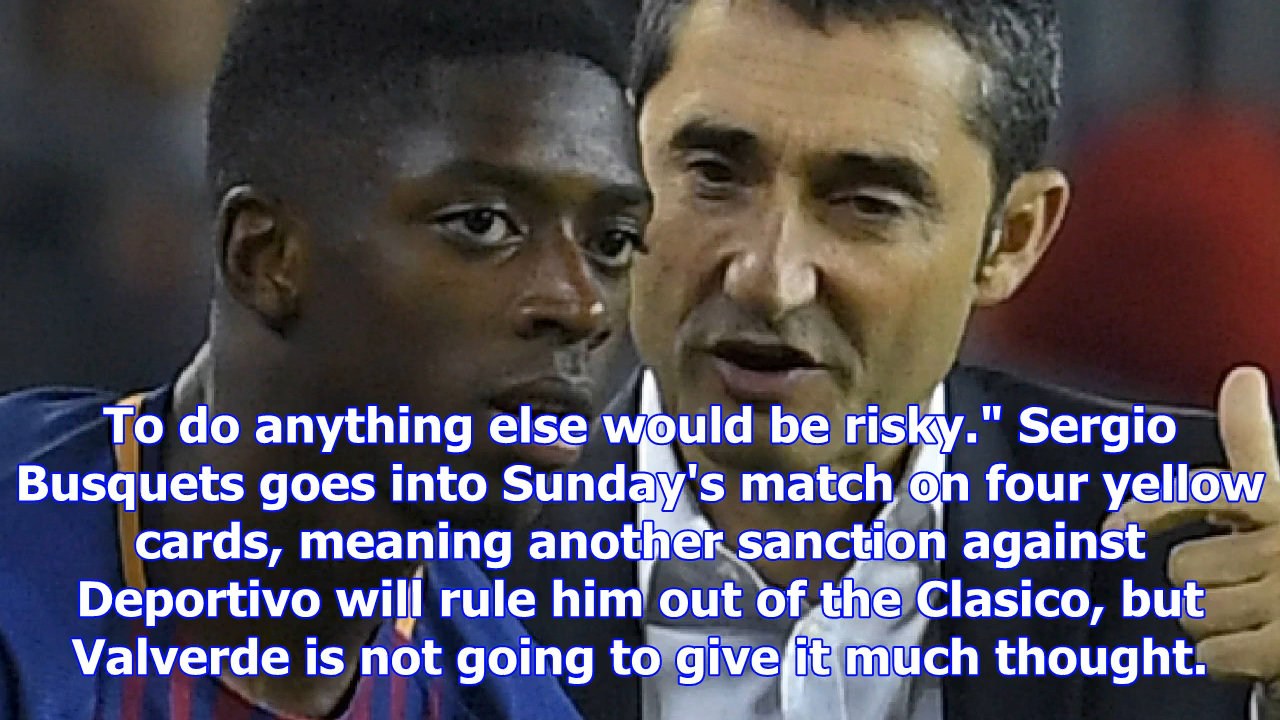 To do anything else would be risky." Sergio
Busquets goes into Sunday's match on four yellow
cards, meaning another sanction against
Deportivo will rule him out of the Clasico, but
Valverde is not going to give it much thought.